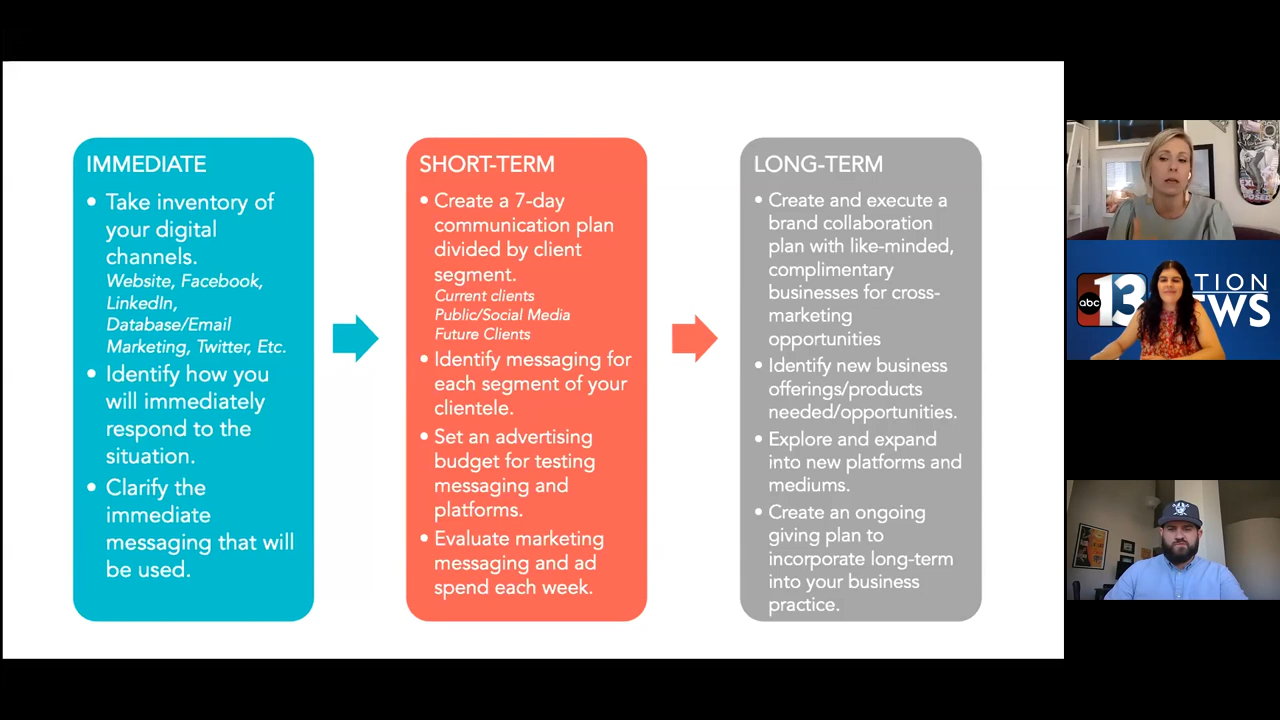 IMMEDIATE
• Take inventory of
your digital
channels.
Website, Facebook,
LinkedIn,
Database/Email
Marketing, Twitter, Etc.
• Identify how you
will immediately
respond to the
situation.
• Clarify the
immediate
messaging that will
be used.
SHORT-TERM
• Create a 7-day
communication plan
divided by client
segment.
Current clients
Public/Social Media
Future Clients
• Identify messaging for
each segment of your
clientele.
• Set an advertising
budget for testing
messaging and
platforms.
• Evaluate marketing
messaging and ad
spend each week.
LONG-TERM
• Create and execute a
brand collaboration
plan with like-minded,
complimentary
businesses for cross-
marketing
opportunities
• Identify new business
offerings/products
needed/opportunities.
• Explore and expand
into new platforms and
mediums.
• Create an ongoing
giving plan to
incorporate long-term
into your business
practice.
abc 13
TION
EWS